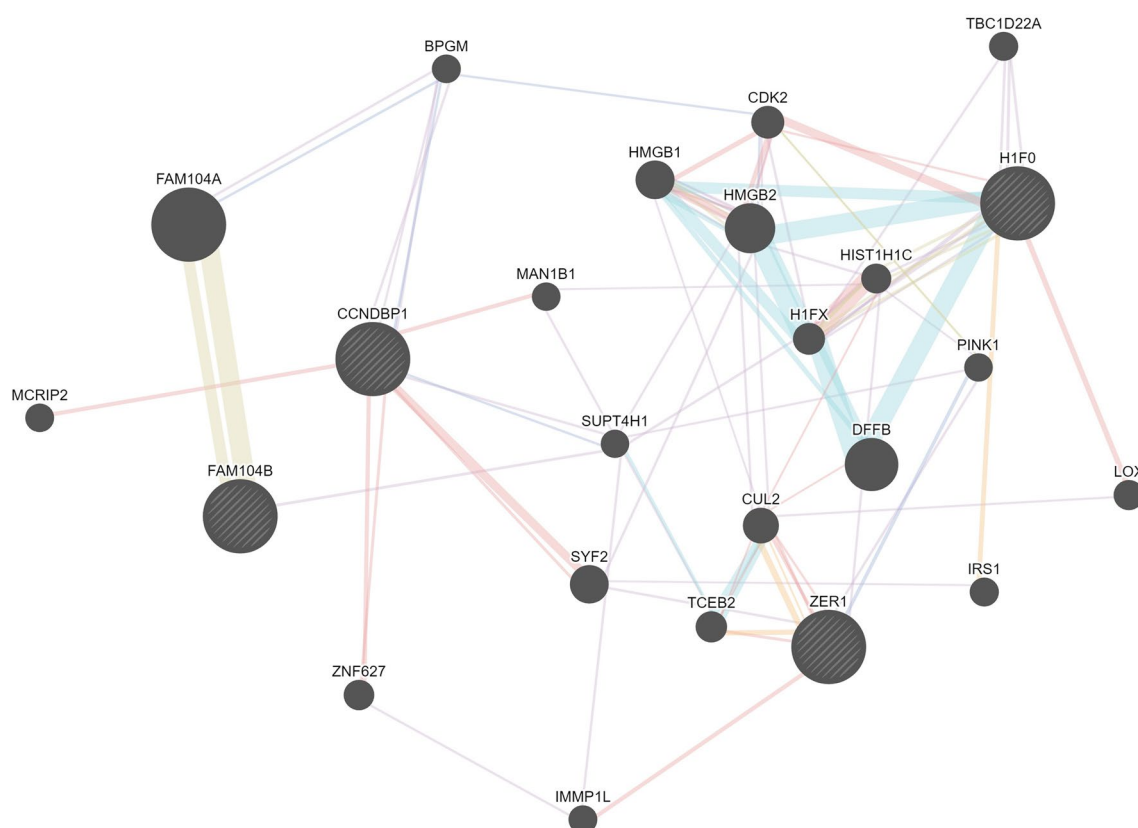 TBC1D22A
BPGM
CDK2
HMGB1
H1F0
FAM104A
HMGB2
HIST1H1C
MAN1B1
CCNDBP1
H1FX
PINK1
MCRIP2
SUPT4H1
DFFB
LOX
FAM104B
CUL2
SYF2
IRS1
TCEB2
ZER1
ZNF627
IMMP1L